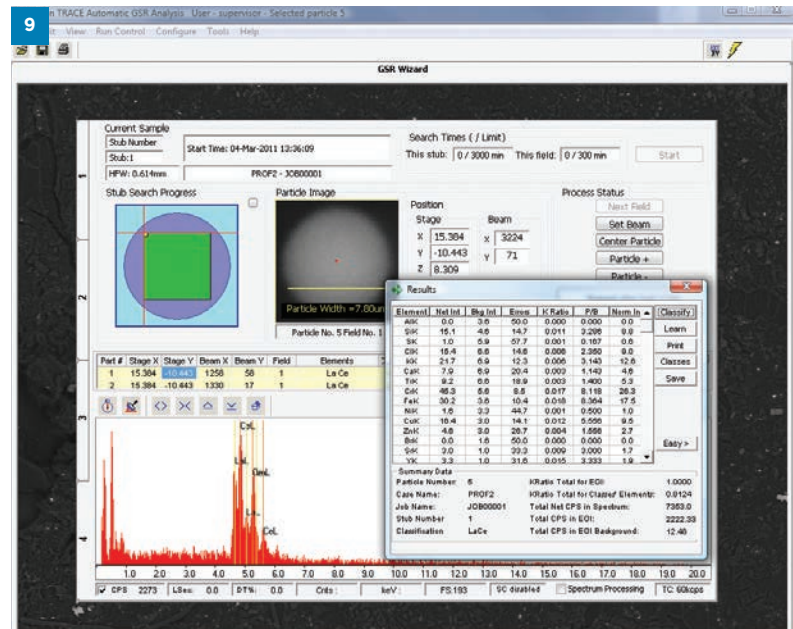 9
n TRACE Automatic GSR Analysis User - supervisor - Selected particle 5
it View Run Control Configure Tools Help
GSR Wizard
Current Sample
Stub Number
Stub:1
Start Time: 04-Mar-2011 13:36:09
HFW: 0.614mm PROF2 - JOB00001
Search Times ( / Limit)
This stub: 0 / 3000 min This field: 0 / 300 min Start
Stub Search Progress
Particle Image
Particle Width =7.80u
Particle No. 5 Field No. 1
Position
Stage Beam
X 15.384 X 3224
Y -10.443 Y 71
Z 8.309
Process Status
Next Field
Set Beam
Center Particle
Particle +
Particle -
Part # Stage X Stage Y Beam X Beam Y Field Elements
1 15.384 -10.443 1258 58 1 La Ce
2 15.384 -10.443 1330 17 1 La Ce
Results
Element Net Int Bkg Int Error K Ratio P/B Norm In
AlK 0.0 3.6 50.0 0.000 0.000 0.0
SiK 15.1 4.6 14.7 0.011 3.296
SK 1.0 5.9 57.7 0.001 0.167 0.6
ClK 15.4 6.6 14.6 0.006 2.350 9.0
KK 21.7 6.9 12.3 0.006 3.143 12.6
CaK 7.9 6.9 20.4 0.003 1.143 4.6
TiK 9.2 6.6 18.9 0.003 1.400 5.3
8.5 0.017 8.118
FeK 30.2 3.6 10.4 0.018 8.364 17.5
NiK 1.6 3.3 44.7 0.001 0.500 1.0
CuK 16.4 3.0 14.1 0.012 5.556 9.5
ZnK 4.6 3.0 26.7 0.004 1.556 2.7
0.0 1.6 50.0 0.000 0.000 0.0
SrK 3.0 1.0 33.3 0.009 3.000 1.7
YK 3.3 1.0 31.6 0.015 3.333 1.9
Classify
Learn
Print
Classes
Save
Easy >
Summary Data
Particle Number: 5 KRatio Total for EOI: 1.0000
Case Name: PROF2 KRatio Total for Classed Elements: 0.9124
Job Name: JOB00001 Total Net CPS in Spectrum: 7353.0
Stub Number 1 Total CPS in EOI: 2222.33
Classification LaCe Total CPS in EOI Background: 12.46
CeL
CeL
1.0 2.0 3.0 4.0 5.0 6.0 7.0 8.0 9.0 10.0 11.0 12.0 13.0 14.0 15.0 16.0 17.0 18.0 19.0 20.0
CPS 2273 LSec: 0.0 DT%: 0.0 Cnts : keV : FS:193 SC disabled Spectrum Processing TC: 60kcps
1
2
3
4